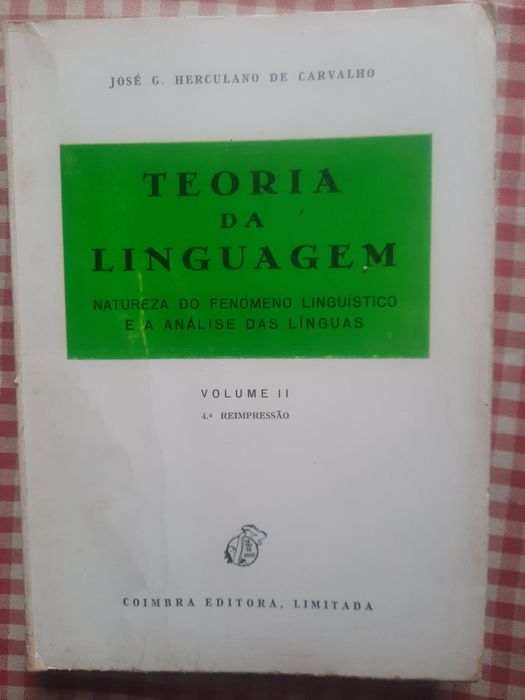 JOSÉ G. HERCULANO DE CARVALHO
TEORIA
DA
LINGUAGEM
NATUREZA DO FENÓMENO LINGUÍSTICO
E A ANÁLISE DAS LÍNGUAS
VOLUME II
4.ª REIMPRESSÃO
COIMBRA EDITORA, LIMITADA